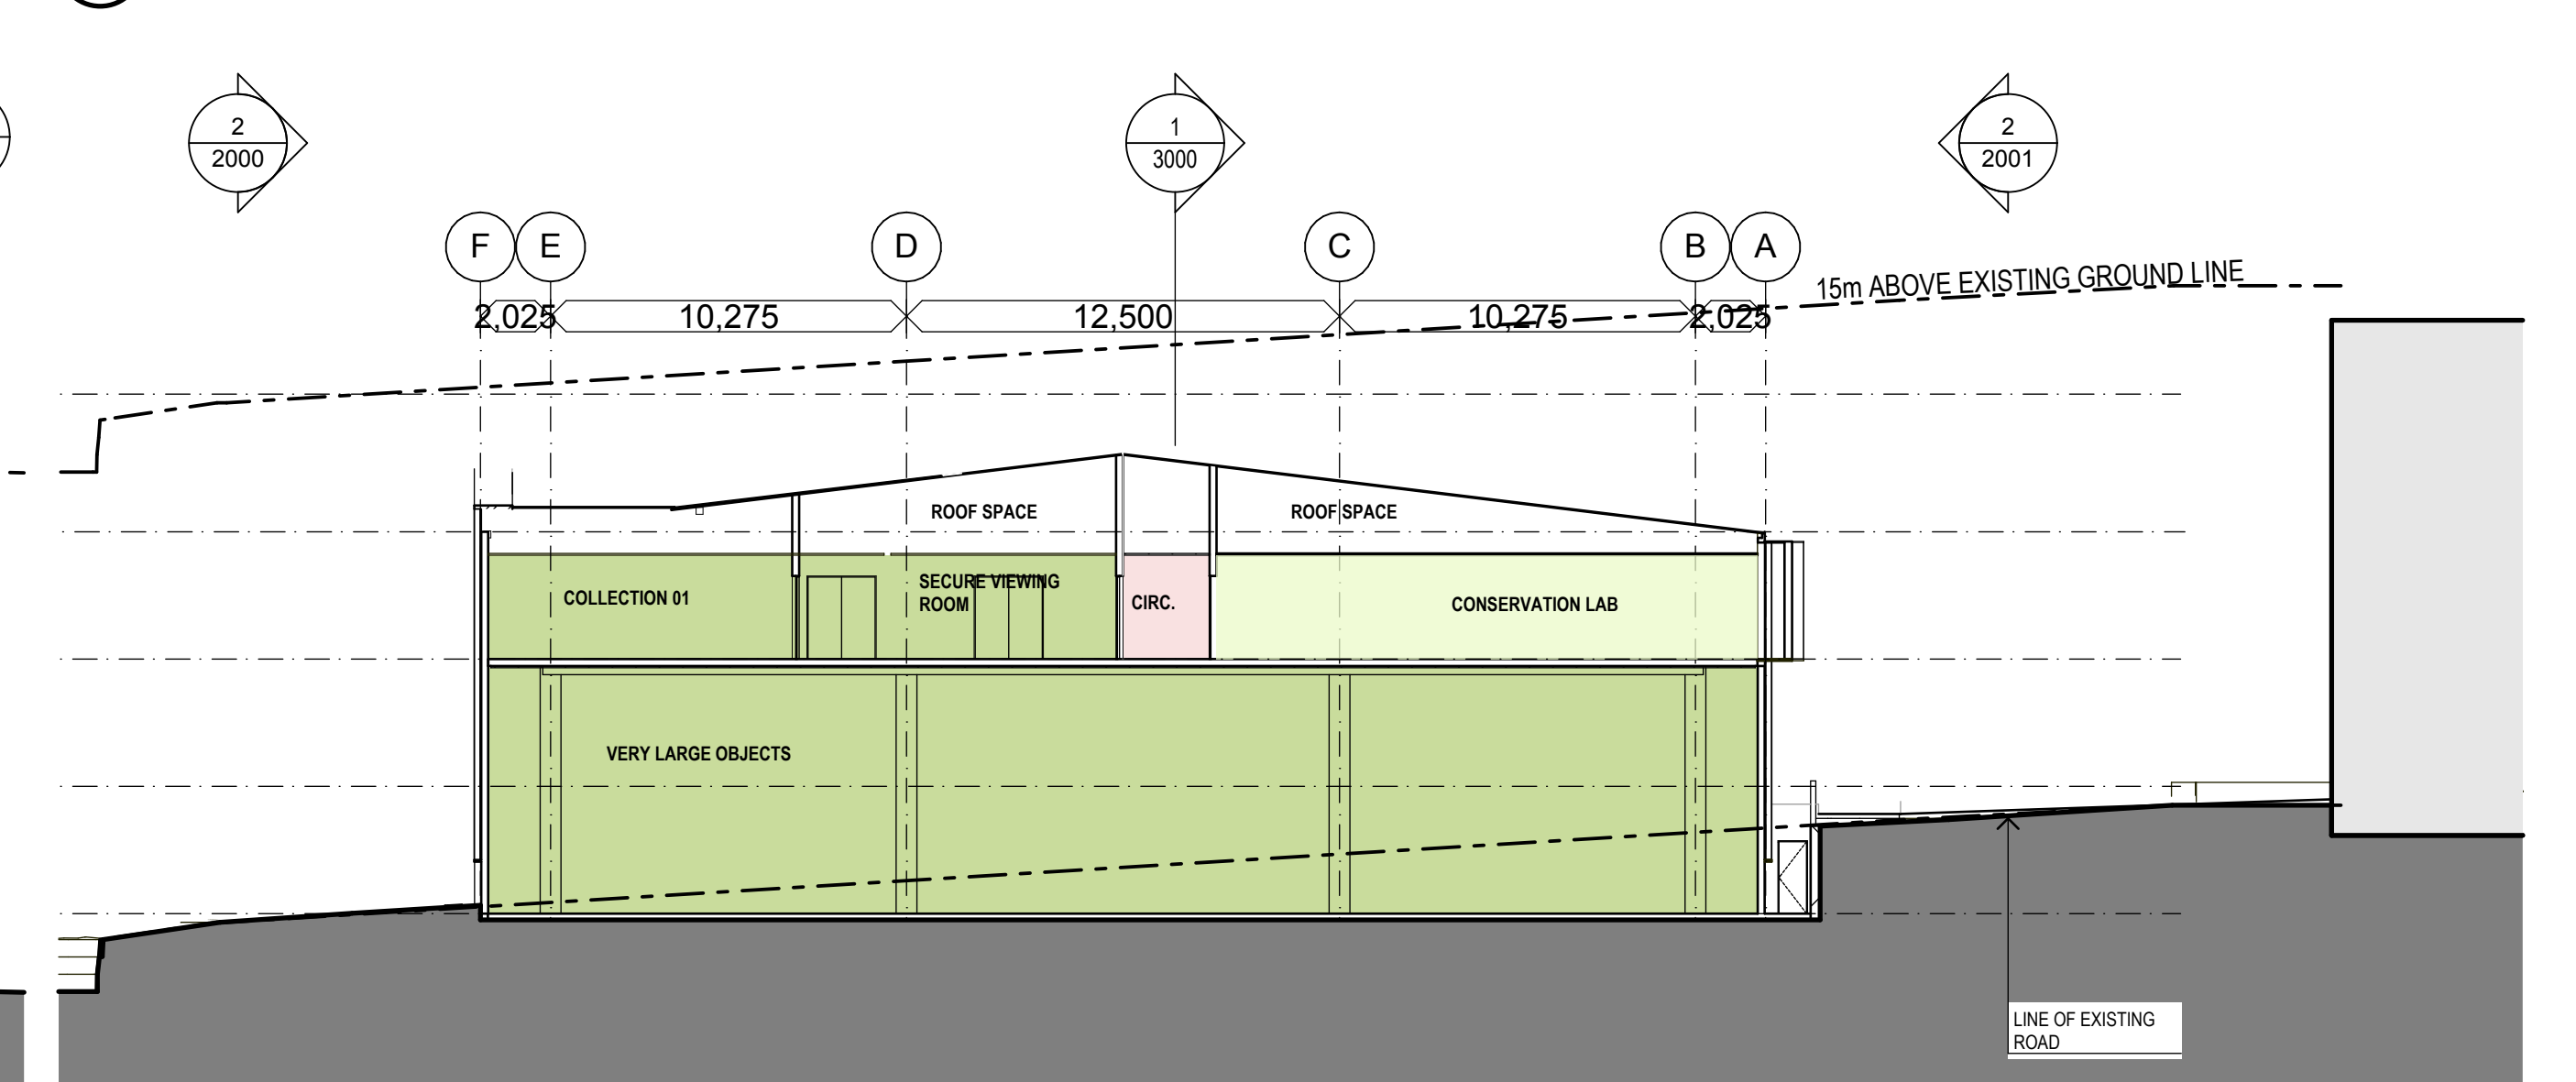 2
2000
1
3000
2
2001
F
E
D
C
B
A
15m ABOVE EXISTING GROUND LINE
2,025
10,275
12,500
10,275
2,025
ROOF SPACE
ROOF SPACE
COLLECTION 01
SECURE VIEWING
ROOM
CIRC.
CONSERVATION LAB
VERY LARGE OBJECTS
LINE OF EXISTING
ROAD